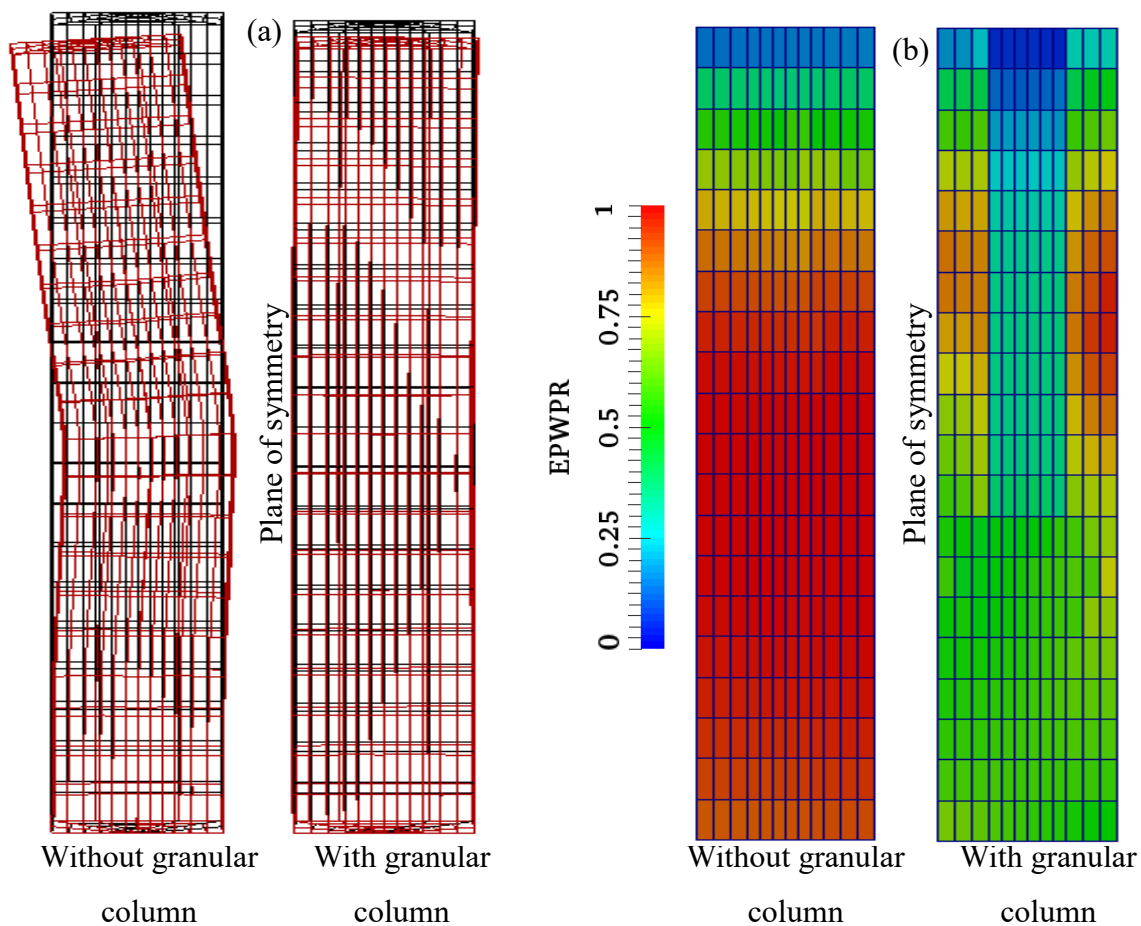 (a)
Plane of symmetry
Without granular
column
With granular
column
EPWPR
1
0.75
0.5
0.25
0
(b)
Plane of symmetry
Without granular
column
With granular
column